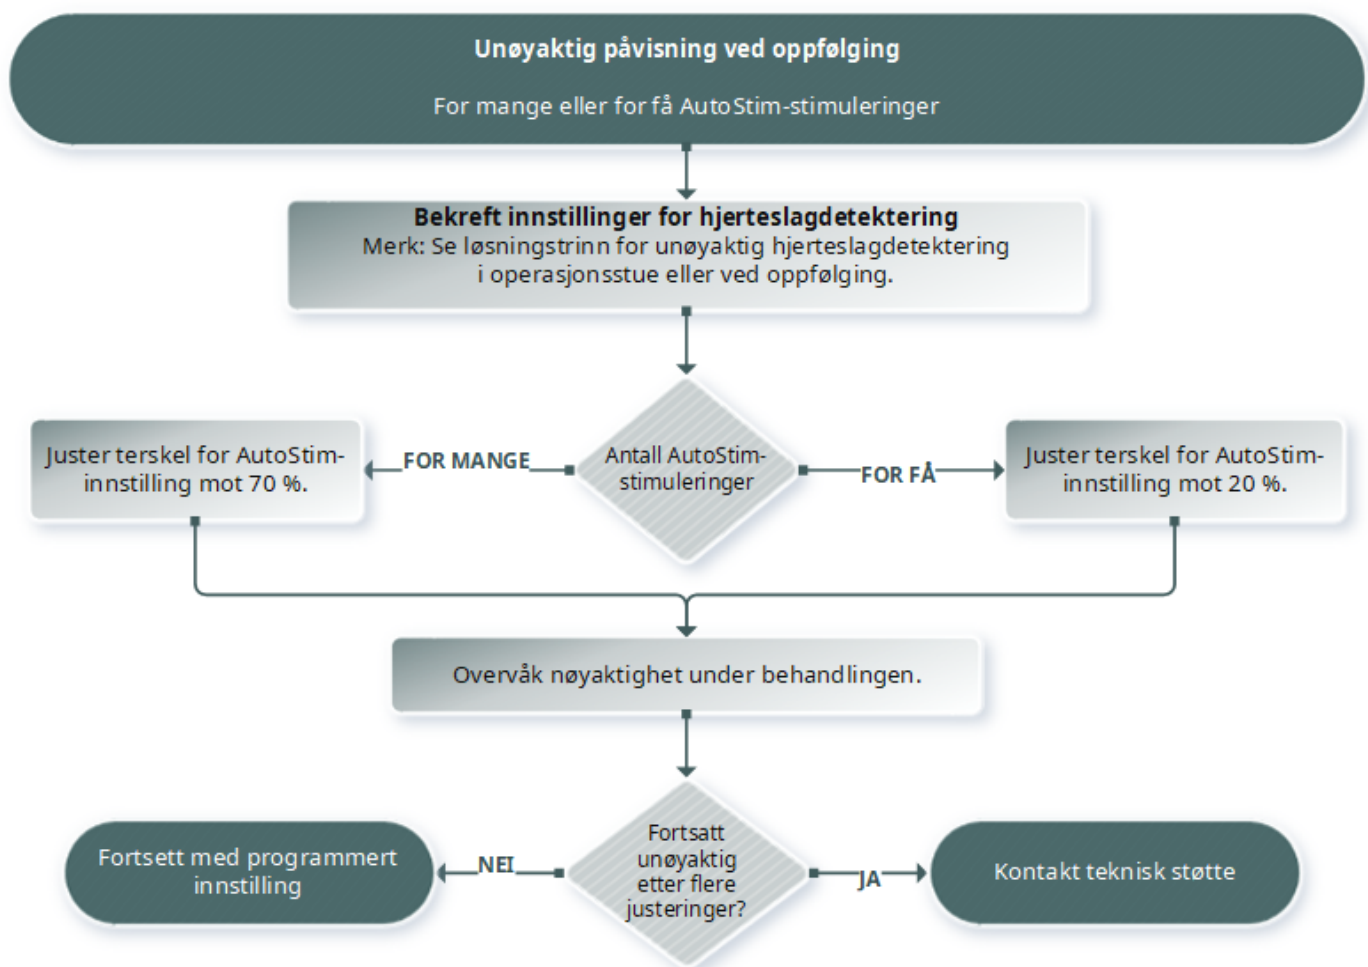 Unøyaktig påvisning ved oppfølging
For mange eller for få AutoStim-stimuleringer
Bekreft innstillinger for hjerteslagdetektering
Merk: Se løsningstrinn for unøyaktig hjerteslagdetektering
i operasjonsstue eller ved oppfølging.
Antall AutoStim-
stimuleringer
FOR MANGE
Juster terskel for AutoStim-
innstilling mot 70 %.
FOR FÅ
Juster terskel for AutoStim-
innstilling mot 20 %.
Overvåk nøyaktighet under behandlingen.
Fortsatt
unøyaktig
etter flere
justeringer?
NEI
Fortsett med programmert
innstilling
JA
Kontakt teknisk støtte